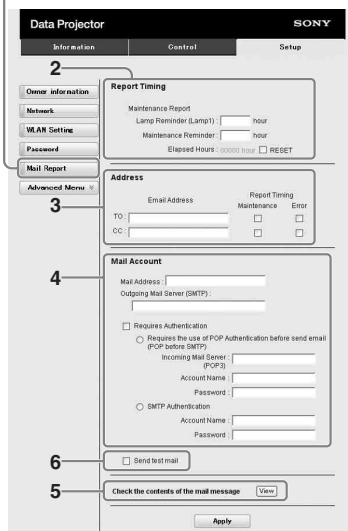 Data Projector
SONY
Information Control Setup
2
Owner information
Network
WLAN Setting
Password
Mail Report
Advanced Menu
Report Timing
Maintenance Report
Lamp Reminder (Lamp1) : hour
Maintenance Reminder : hour
Elapsed Hours : 00000 hour RESET
3
Address
Email Address
Report Timing
Maintenance Error
TO :
CC :
4
Mail Account
Mail Address :
Outgoing Mail Server (SMTP) :
Requires Authentication
Requires the use of POP Authentication before send email
(POP before SMTP)
Incoming Mail Server :
(POP3)
Account Name :
Password :
SMTP Authentication
Account Name :
Password :
6
Send test mail
5
Check the contents of the mail message View
Apply